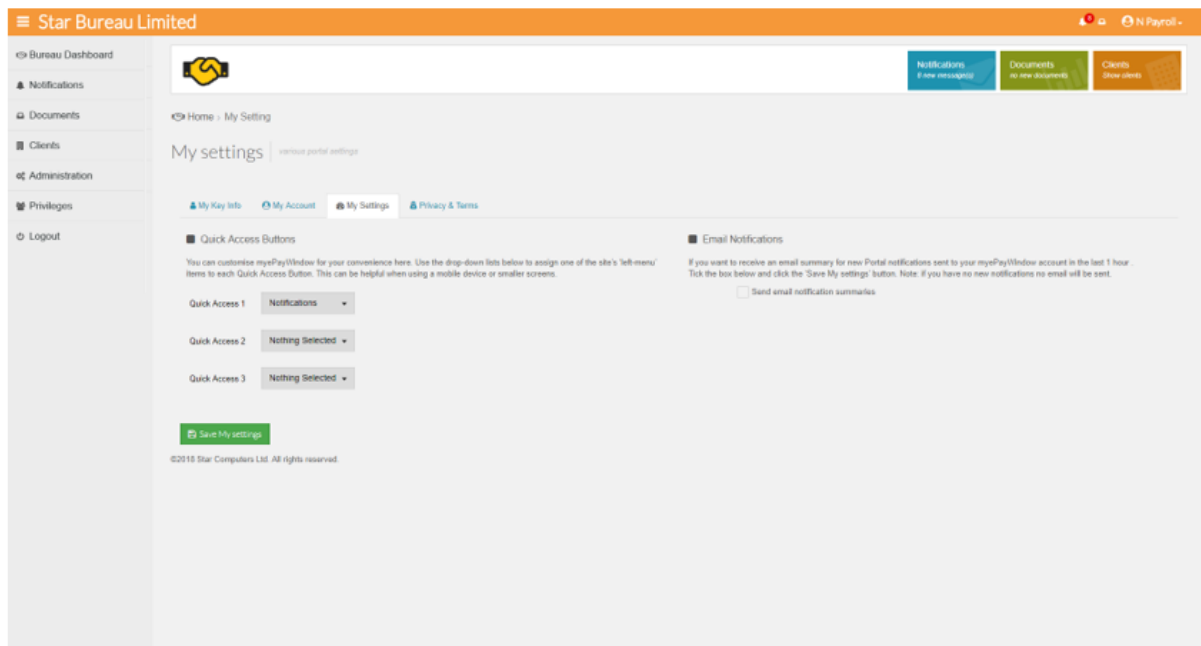 Star Bureau Limited
N Payroll
Bureau Dashboard
Notifications
Documents
Clients
Administration
Privileges
Logout
Notifications
new message(s)
Documents
no new documents
Clients
Show clients
Home › My Setting
My settings
various portal settings
My Key Info
My Account
My Settings
Privacy & Terms
Quick Access Buttons
You can customise myePayWindow for your convenience here. Use the drop-down lists below to assign one of the site's 'left-menu'
items to each Quick Access Button. This can be helpful when using a mobile device or smaller screens.
Quick Access 1
Notifications
Quick Access 2
Nothing Selected
Quick Access 3
Nothing Selected
Save My settings
Email Notifications
If you want to receive an email summary for new Portal notifications sent to your myePayWindow account in the last 1 hour
Tick the box below and click the 'Save My settings' button. Note: if you have no new notifications no email will be sent.
Send email notification summaries
©2018 Star Computers Ltd. All rights reserved.